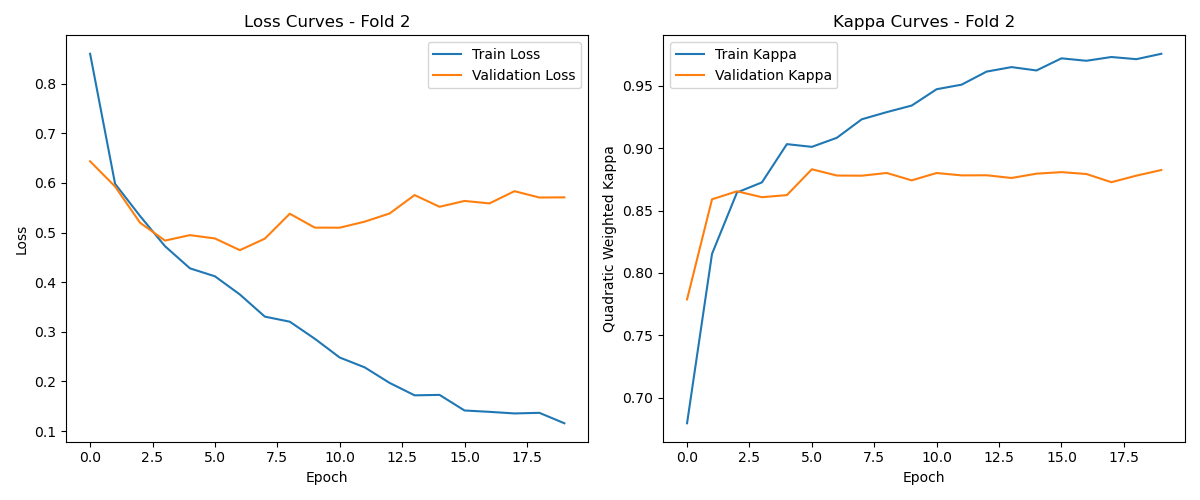 Loss Curves - Fold 2
Train Loss
Validation Loss
Loss
0.8
0.7
0.6
0.5
0.4
0.3
0.2
0.1
0.0 2.5 5.0 7.5 10.0 12.5 15.0 17.5
Epoch
Kappa Curves - Fold 2
Train Kappa
Validation Kappa
Quadratic Weighted Kappa
0.95
0.90
0.85
0.80
0.75
0.70
0.0 2.5 5.0 7.5 10.0 12.5 15.0 17.5
Epoch